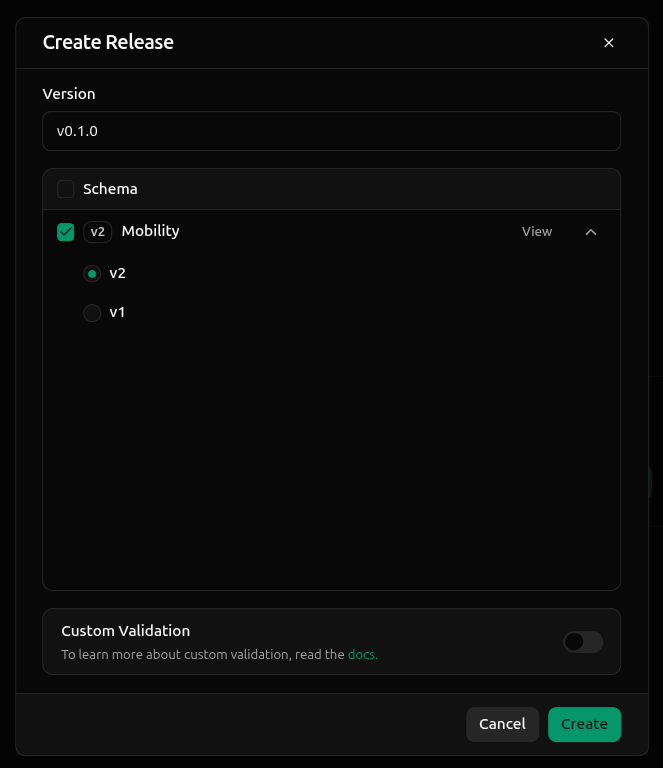 Create Release
Version
v0.1.0
Schema
v2 Mobility View
v2
v1
Custom Validation
To learn more about custom validation, read the docs.
Cancel Create